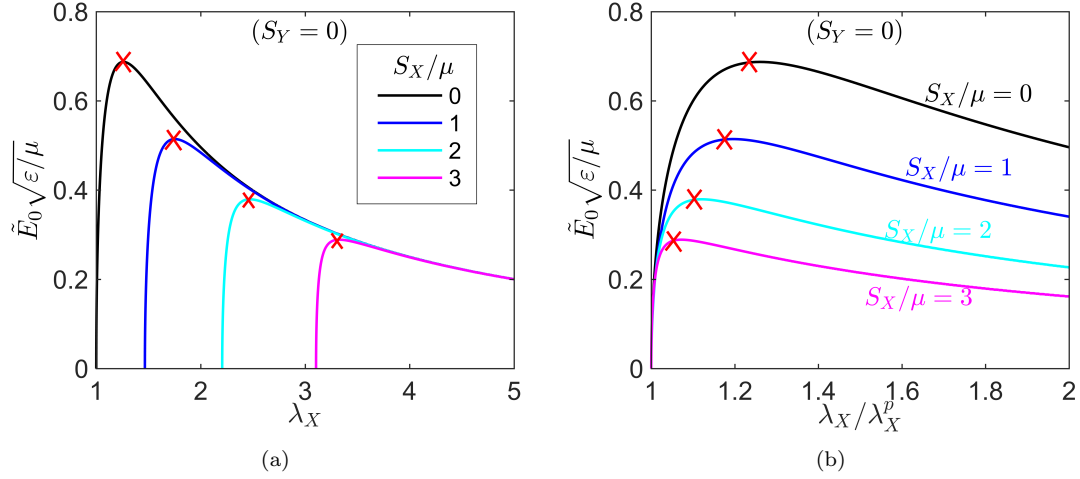 (S_Y = 0)
S_X/μ
0
1
2
3
0.8
0.6
0.4
0.2
0
Ẽ_0 √ε/μ
1 2 3 4 5
λ_X
(a)
(S_Y = 0)
S_X/μ = 0
S_X/μ = 1
S_X/μ = 2
S_X/μ = 3
0.8
0.6
0.4
0.2
0
Ẽ_0 √ε/μ
1 1.2 1.4 1.6 1.8 2
λ_X/λ_X^p
(b)